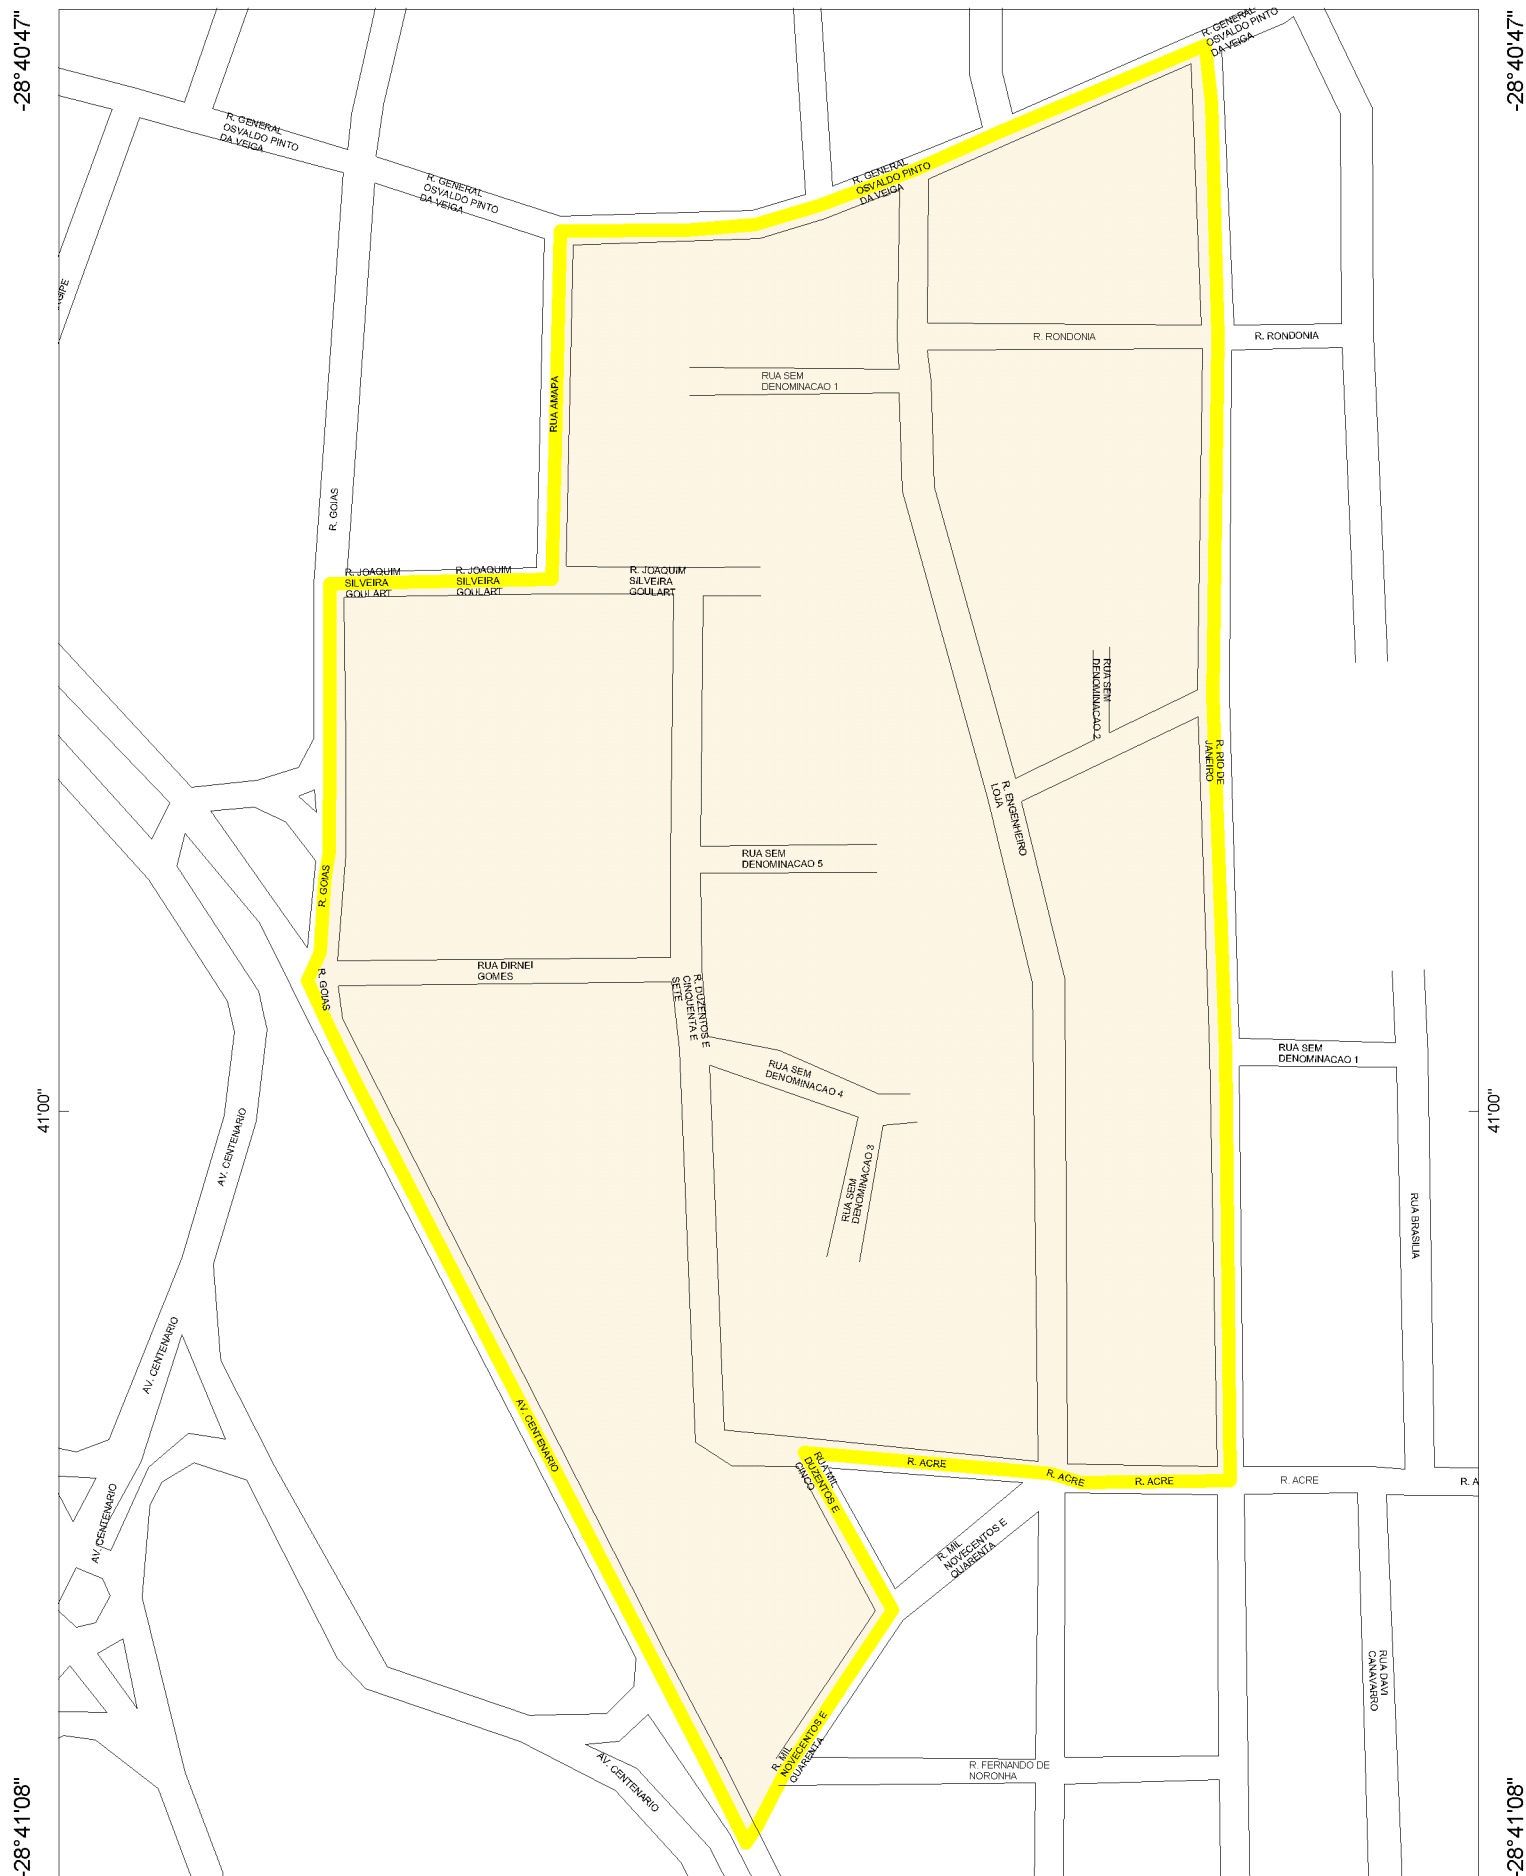 -28°40'47"
-28°40'47"
R. GENERAL
OSVALDO PINTO
DA VEIGA
R. GENERAL
OSVALDO PINTO
DA VEIGA
R. GENERAL
OSVALDO PINTO
DA VEIGA
R. GENERAL
OSVALDO PINTO
DA VEIGA
R. RONDONIA
R. RONDONIA
RUA SEM
DENOMINACAO 1
RUA AMAPA
R. GOIAS
R. JOAQUIM
SILVEIRA
GOULART
R. JOAQUIM
SILVEIRA
GOULART
R. JOAQUIM
SILVEIRA
GOULART
RUA SEM
DENOMINACAO 2
R. RIO DE
JANEIRO
R. ENGENHEIRO
LOJA
RUA SEM
DENOMINACAO 5
R. GOIAS
R. GOIAS
RUA DIRNEI
GOMES
R. DUZENTOS E
CINQUENTA E
SETE
RUA SEM
DENOMINACAO 4
RUA SEM
DENOMINACAO 1
41'00"
41'00"
AV. CENTENARIO
RUA SEM
DENOMINACAO 3
RUA BRASILIA
AV. CENTENARIO
AV. CENTENARIO
RUA MIL
DUZENTOS E
CINCO
R. ACRE
R. ACRE
R. ACRE
R. ACRE
R. A
AV. CENTENARIO
R. MIL
NOVECENTOS E
QUARENTA
RUA DAVI
CANAVARRO
R. MIL
NOVECENTOS E
QUARENTA
R. FERNANDO DE
NORONHA
AV. CENTENARIO
-28°41'08"
-28°41'08"